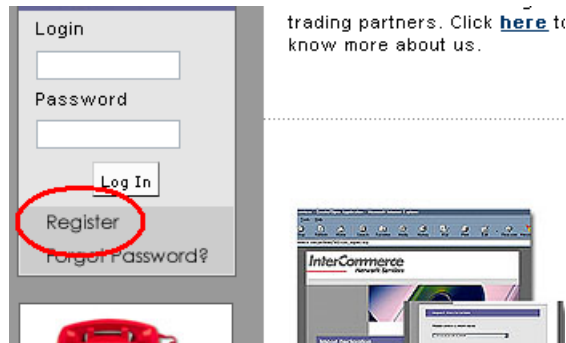 Login
Password
Log In
Register
Forgot Password?
trading partners. Click here to
know more about us.
InterCommerce
Network Services